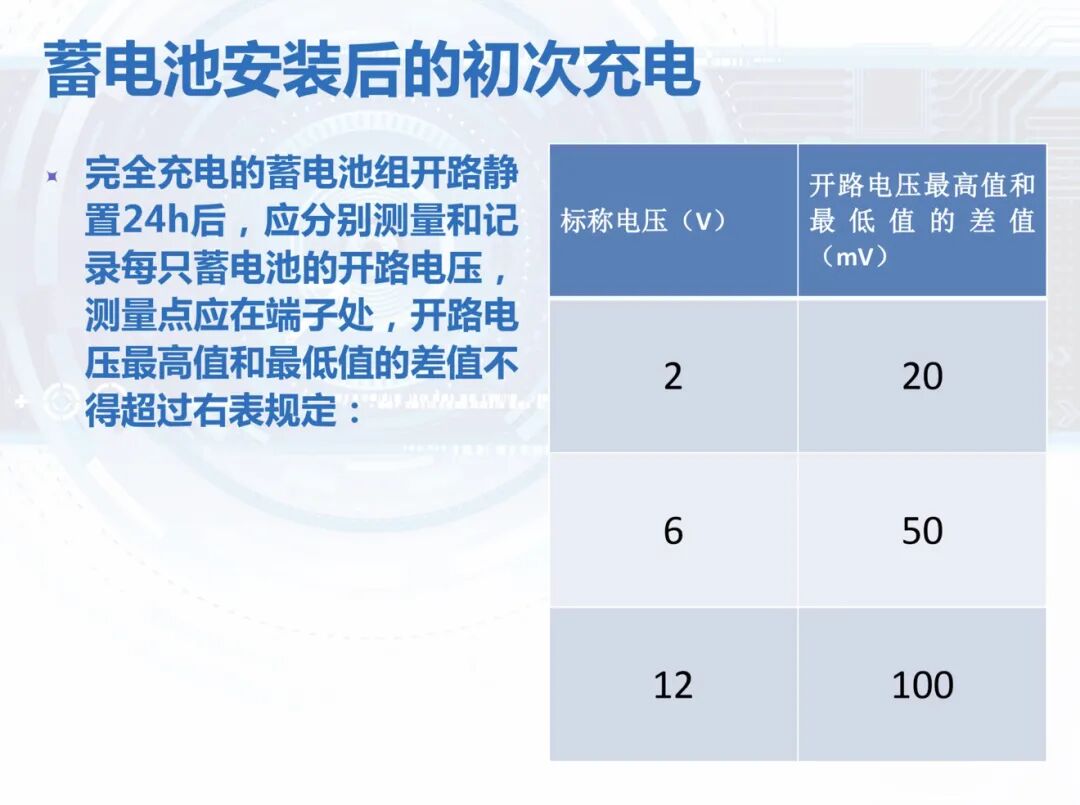 蓄电池安装后的初次充电
完全充电的蓄电池组开路静
置24h后，应分别测量和记
录每只蓄电池的开路电压，
测量点应在端子处，开路电
压最高值和最低值的差值不
得超过右表规定：
标称电压（V）
开路电压最高值和
最低值的差值
（mV）
2
20
6
50
12
100